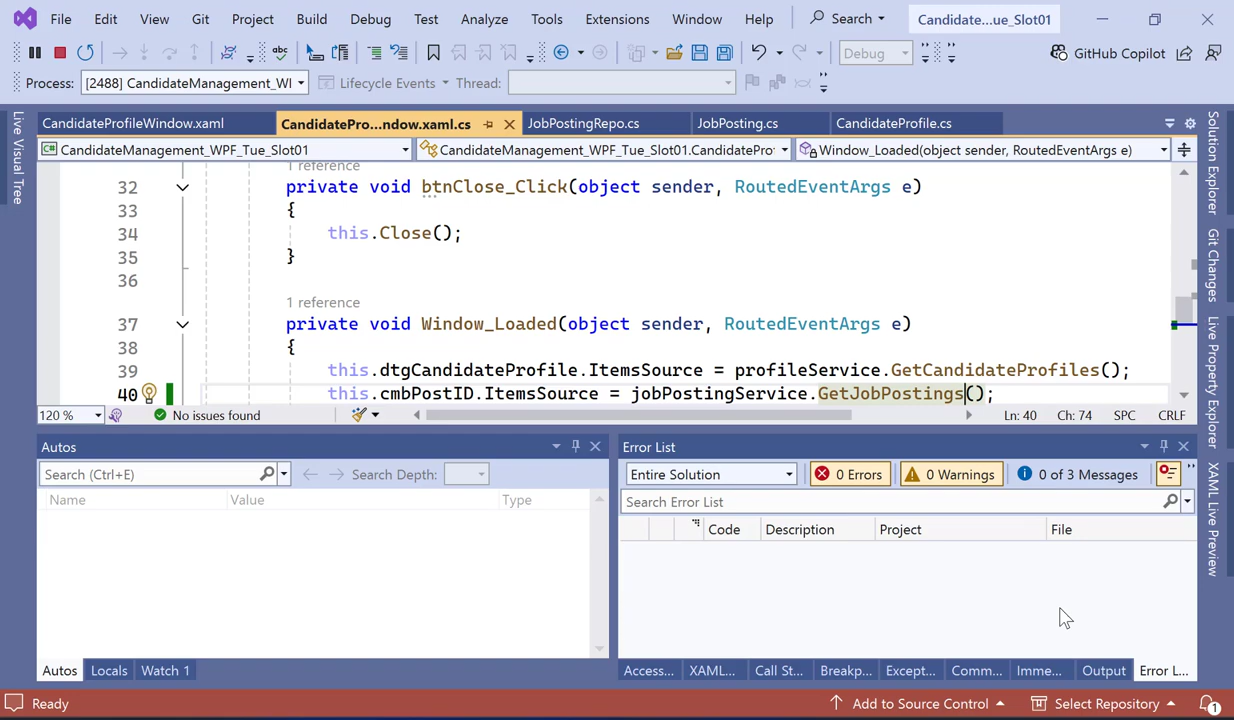 File Edit View Git Project Build Debug Test Analyze Tools Extensions Window Help Search Candidate...ue_Slot01
Debug GitHub Copilot
Process: [2488] CandidateManagement_WI Lifecycle Events Thread:
CandidateProfileWindow.xaml CandidatePro...ndow.xaml.cs JobPostingRepo.cs JobPosting.cs CandidateProfile.cs
CandidateManagement_WPF_Tue_Slot01 CandidateManagement_WPF_Tue_Slot01.CandidatePro Window_Loaded(object sender, RoutedEventArgs e)
1 reference
32 private void btnClose_Click(object sender, RoutedEventArgs e)
33 {
34 this.Close();
35 }
36
1 reference
37 private void Window_Loaded(object sender, RoutedEventArgs e)
38 {
39 this.dtgCandidateProfile.ItemsSource = profileService.GetCandidateProfiles();
40 this.cmbPostID.ItemsSource = jobPostingService.GetJobPostings();
120 % No issues found Ln: 40 Ch: 74 SPC CRLF
Autos
Search (Ctrl+E) Search Depth:
Name Value Type
Autos Locals Watch 1
Error List
Entire Solution 0 Errors 0 Warnings 0 of 3 Messages
Search Error List
Code Description Project File
Access... XAML... Call St... Breakp... Except... Comm... Imme... Output Error L...
Live Visual Tree
Solution Explorer
Git Changes
Live Property Explorer
XAML Live Preview
Ready Add to Source Control Select Repository 1